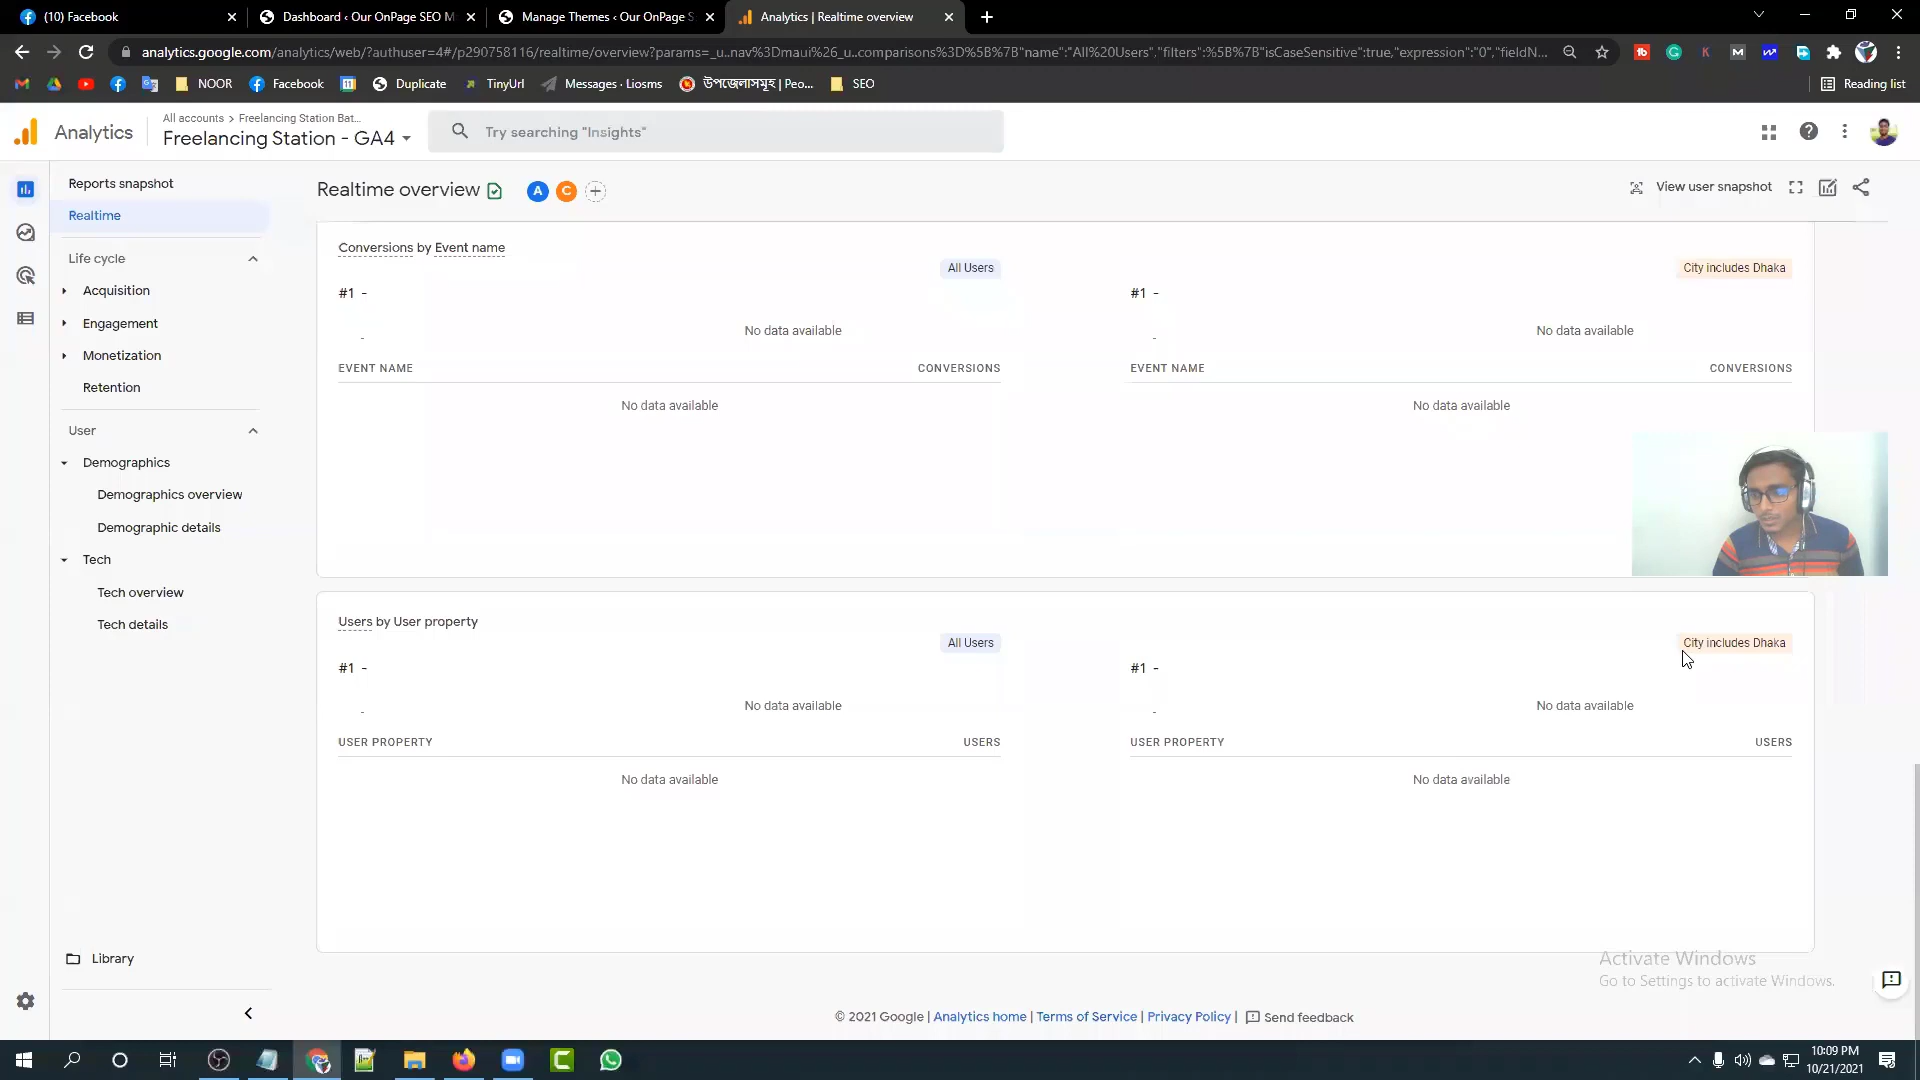 (10) Facebook
Dashboard ‹ Our OnPage SEO M
Manage Themes ‹ Our OnPage S
Analytics | Realtime overview
analytics.google.com/analytics/web/?authuser=4#/p290758116/realtime/overview?params=_u..nav%3Dmaui%26_u..comparisons%3D%5B%7B"name":"All%20Users","filters":%5B%7B"isCaseSensitive":true,"expression":"0","fieldN...
NOOR
Facebook
Duplicate
TinyUrl
Messages · Liosms
উপজেলাসমূহ | Peo...
SEO
Reading list
Analytics
All accounts > Freelancing Station Bat...
Freelancing Station - GA4
Try searching "Insights"
Reports snapshot
Realtime
Life cycle
Acquisition
Engagement
Monetization
Retention
User
Demographics
Demographics overview
Demographic details
Tech
Tech overview
Tech details
Library
Realtime overview
A
C
View user snapshot
Conversions by Event name
All Users
City includes Dhaka
#1 -
#1 -
No data available
No data available
-
-
EVENT NAME CONVERSIONS
EVENT NAME CONVERSIONS
No data available
No data available
Users by User property
All Users
City includes Dhaka
#1 -
#1 -
No data available
No data available
-
-
USER PROPERTY USERS
USER PROPERTY USERS
No data available
No data available
Activate Windows
Go to Settings to activate Windows.
© 2021 Google | Analytics home | Terms of Service | Privacy Policy | Send feedback
10:09 PM
10/21/2021